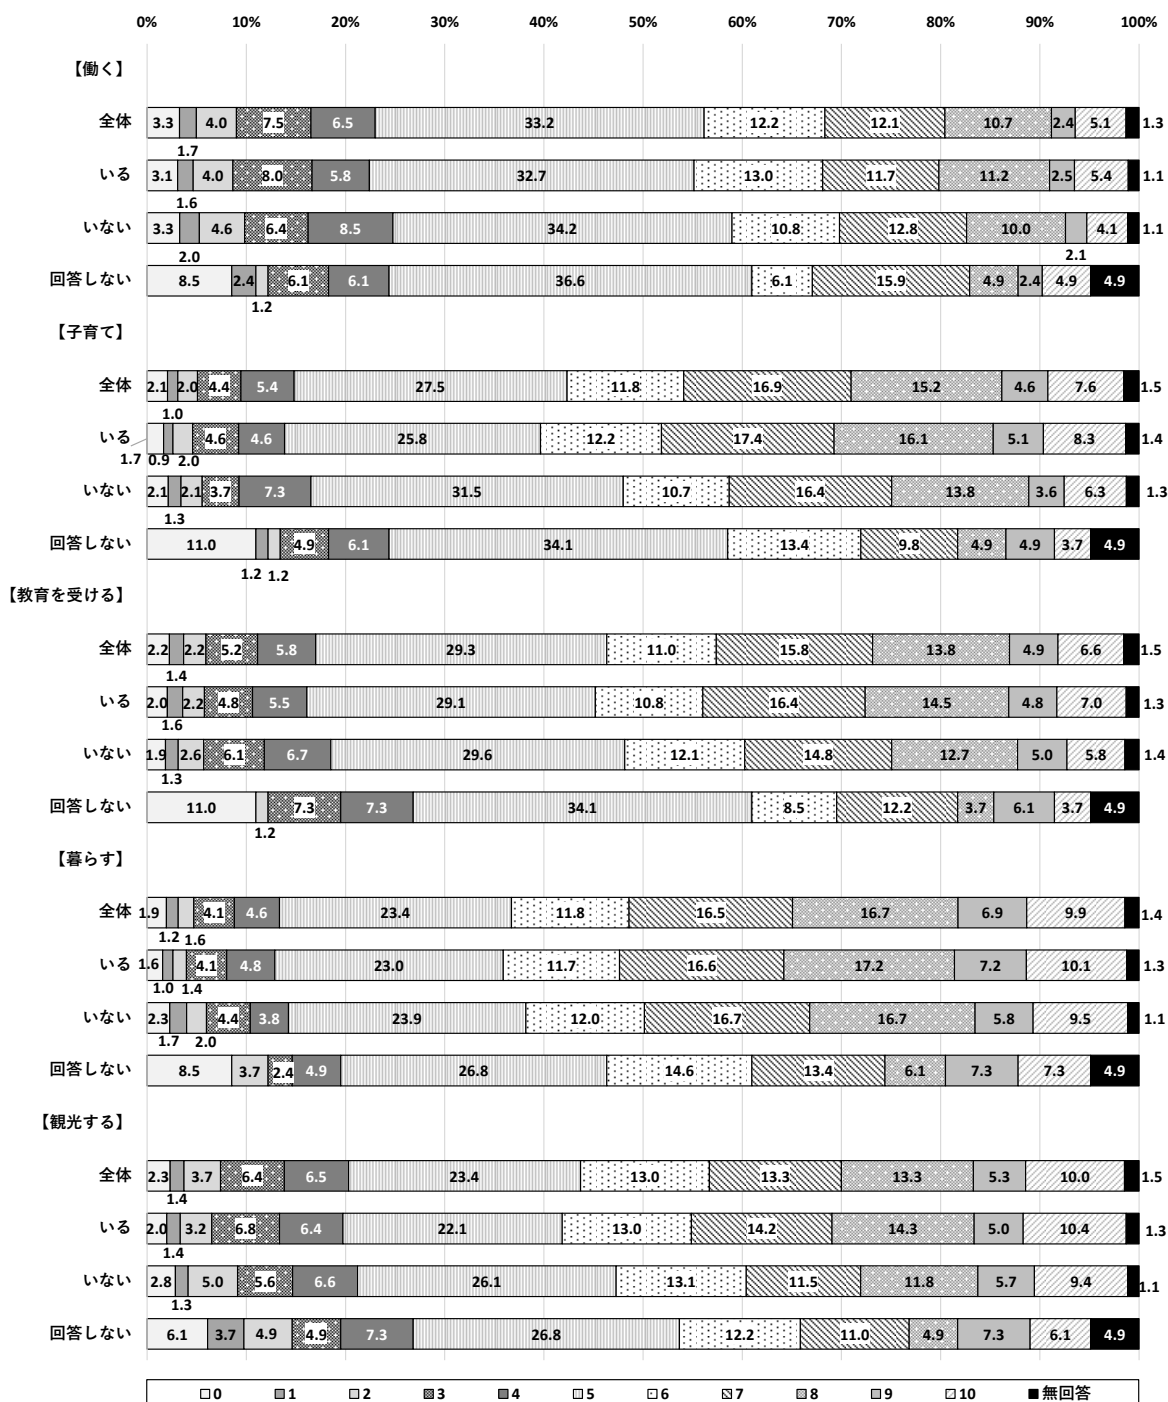 0% 10% 20% 30% 40% 50% 60% 70% 80% 90% 100%
【働く】
全体 3.3 4.0 7.5 6.5 33.2 12.2 12.1 10.7 2.4 5.1 1.3
1.7
いる 3.1 4.0 8.0 5.8 32.7 13.0 11.7 11.2 2.5 5.4 1.1
1.6
いない 3.3 4.6 6.4 8.5 34.2 10.8 12.8 10.0 4.1 1.1
2.0 2.1
回答しない 8.5 2.4 6.1 6.1 36.6 6.1 15.9 4.9 2.4 4.9 4.9
1.2
【子育て】
全体 2.1 2.0 4.4 5.4 27.5 11.8 16.9 15.2 4.6 7.6 1.5
1.0
いる 4.6 4.6 25.8 12.2 17.4 16.1 5.1 8.3 1.4
1.7 0.9 2.0
いない 2.1 2.1 3.7 7.3 31.5 10.7 16.4 13.8 3.6 6.3 1.3
1.3
回答しない 11.0 4.9 6.1 34.1 13.4 9.8 4.9 4.9 3.7 4.9
1.2 1.2
【教育を受ける】
全体 2.2 2.2 5.2 5.8 29.3 11.0 15.8 13.8 4.9 6.6 1.5
1.4
いる 2.0 2.2 4.8 5.5 29.1 10.8 16.4 14.5 4.8 7.0 1.3
1.6
いない 1.9 2.6 6.1 6.7 29.6 12.1 14.8 12.7 5.0 5.8 1.4
1.3
回答しない 11.0 7.3 7.3 34.1 8.5 12.2 3.7 6.1 3.7 4.9
1.2
【暮らす】
全体 1.9 4.1 4.6 23.4 11.8 16.5 16.7 6.9 9.9 1.4
1.2 1.6
いる 1.6 4.1 4.8 23.0 11.7 16.6 17.2 7.2 10.1 1.3
1.0 1.4
いない 2.3 4.4 3.8 23.9 12.0 16.7 16.7 5.8 9.5 1.1
1.7 2.0
回答しない 8.5 3.7 2.4 4.9 26.8 14.6 13.4 6.1 7.3 7.3 4.9
【観光する】
全体 2.3 3.7 6.4 6.5 23.4 13.0 13.3 13.3 5.3 10.0 1.5
1.4
いる 2.0 3.2 6.8 6.4 22.1 13.0 14.2 14.3 5.0 10.4 1.3
1.4
いない 2.8 5.0 5.6 6.6 26.1 13.1 11.5 11.8 5.7 9.4 1.1
1.3
回答しない 6.1 3.7 4.9 4.9 7.3 26.8 12.2 11.0 4.9 7.3 6.1 4.9
0 1 2 3 4 5 6 7 8 9 10 無回答